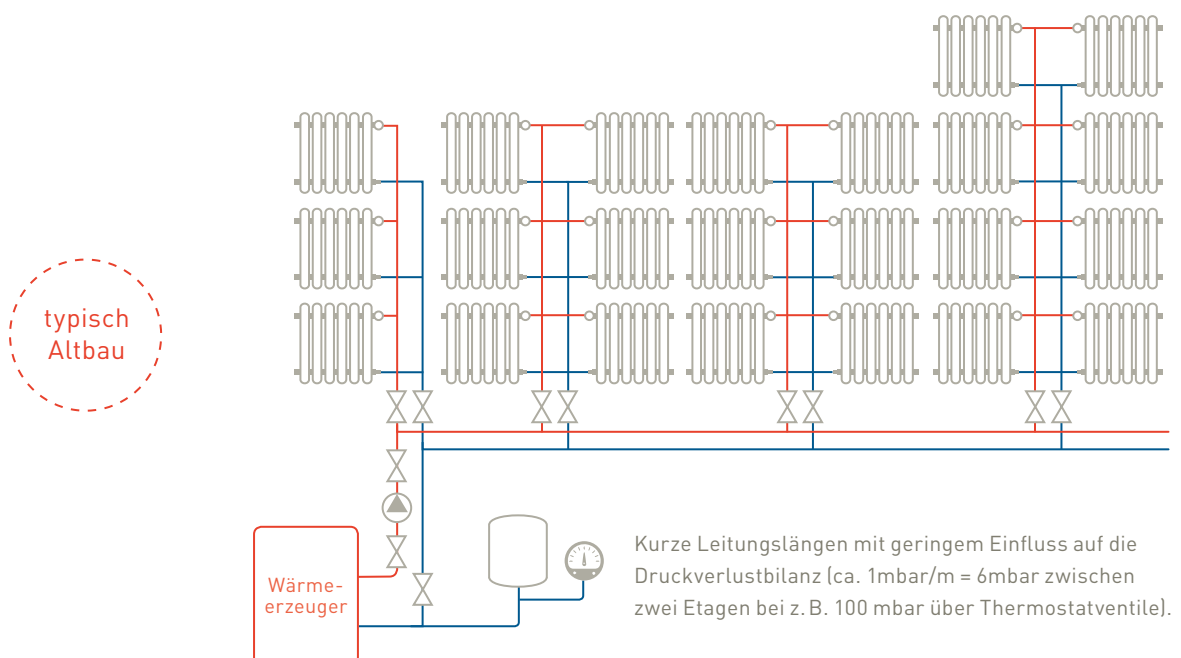 typisch
Altbau
Wärme-
erzeuger
Kurze Leitungslängen mit geringem Einfluss auf die
Druckverlustbilanz (ca. 1mbar/m = 6mbar zwischen
zwei Etagen bei z. B. 100 mbar über Thermostatventile).